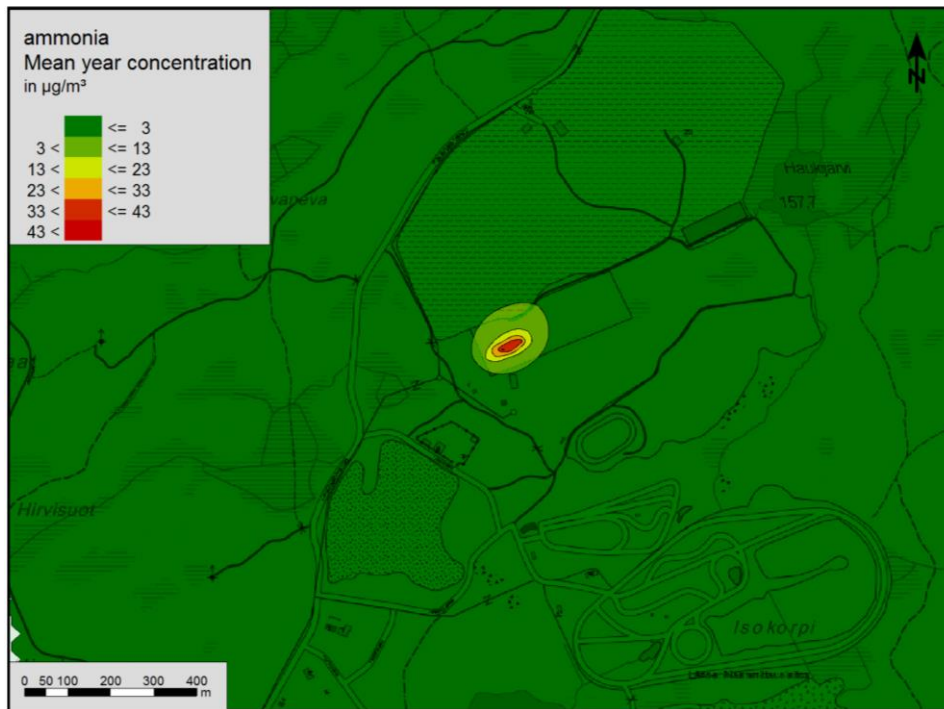 ammonia
Mean year concentration
in µg/m³
<= 3
3 < <= 13
13 < <= 23
23 < <= 33
33 < <= 43
43 <
N
Haukijärvi
157.7
vaneva
Hirvisuot
Isokorpi
0 50 100 200 300 400
m